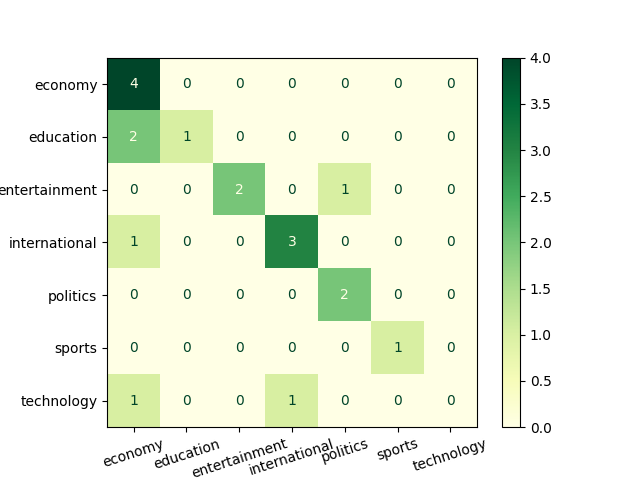 economy 4 0 0 0 0 0 0
education 2 1 0 0 0 0 0
entertainment 0 0 2 0 1 0 0
international 1 0 0 3 0 0 0
politics 0 0 0 0 2 0 0
sports 0 0 0 0 0 1 0
technology 1 0 0 1 0 0 0
economy education entertainment international politics sports technology
4.0
3.5
3.0
2.5
2.0
1.5
1.0
0.5
0.0